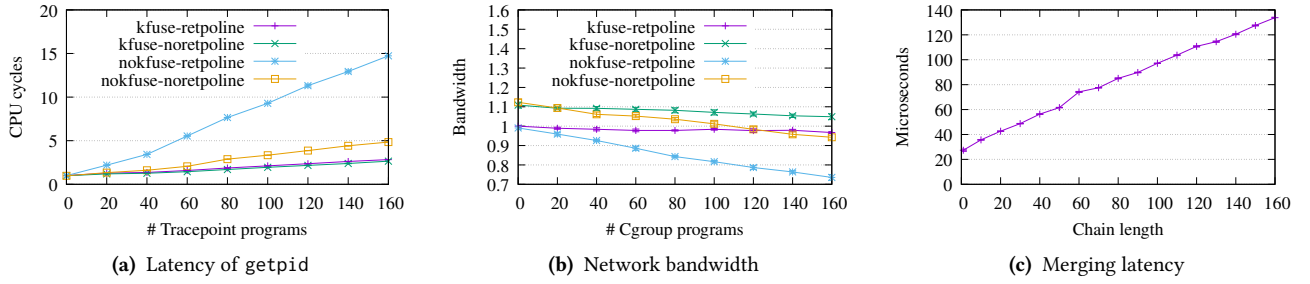 20
15
10
5
0
CPU cycles
kfuse-retpoline
kfuse-noretpoline
nokfuse-retpoline
nokfuse-noretpoline
0 20 40 60 80 100 120 140 160
# Tracepoint programs
(a) Latency of getpid
1.6
1.5
1.4
1.3
1.2
1.1
1
0.9
0.8
0.7
Bandwidth
kfuse-retpoline
kfuse-noretpoline
nokfuse-retpoline
nokfuse-noretpoline
0 20 40 60 80 100 120 140 160
# Cgroup programs
(b) Network bandwidth
140
120
100
80
60
40
20
0
Microseconds
0 20 40 60 80 100 120 140 160
Chain length
(c) Merging latency